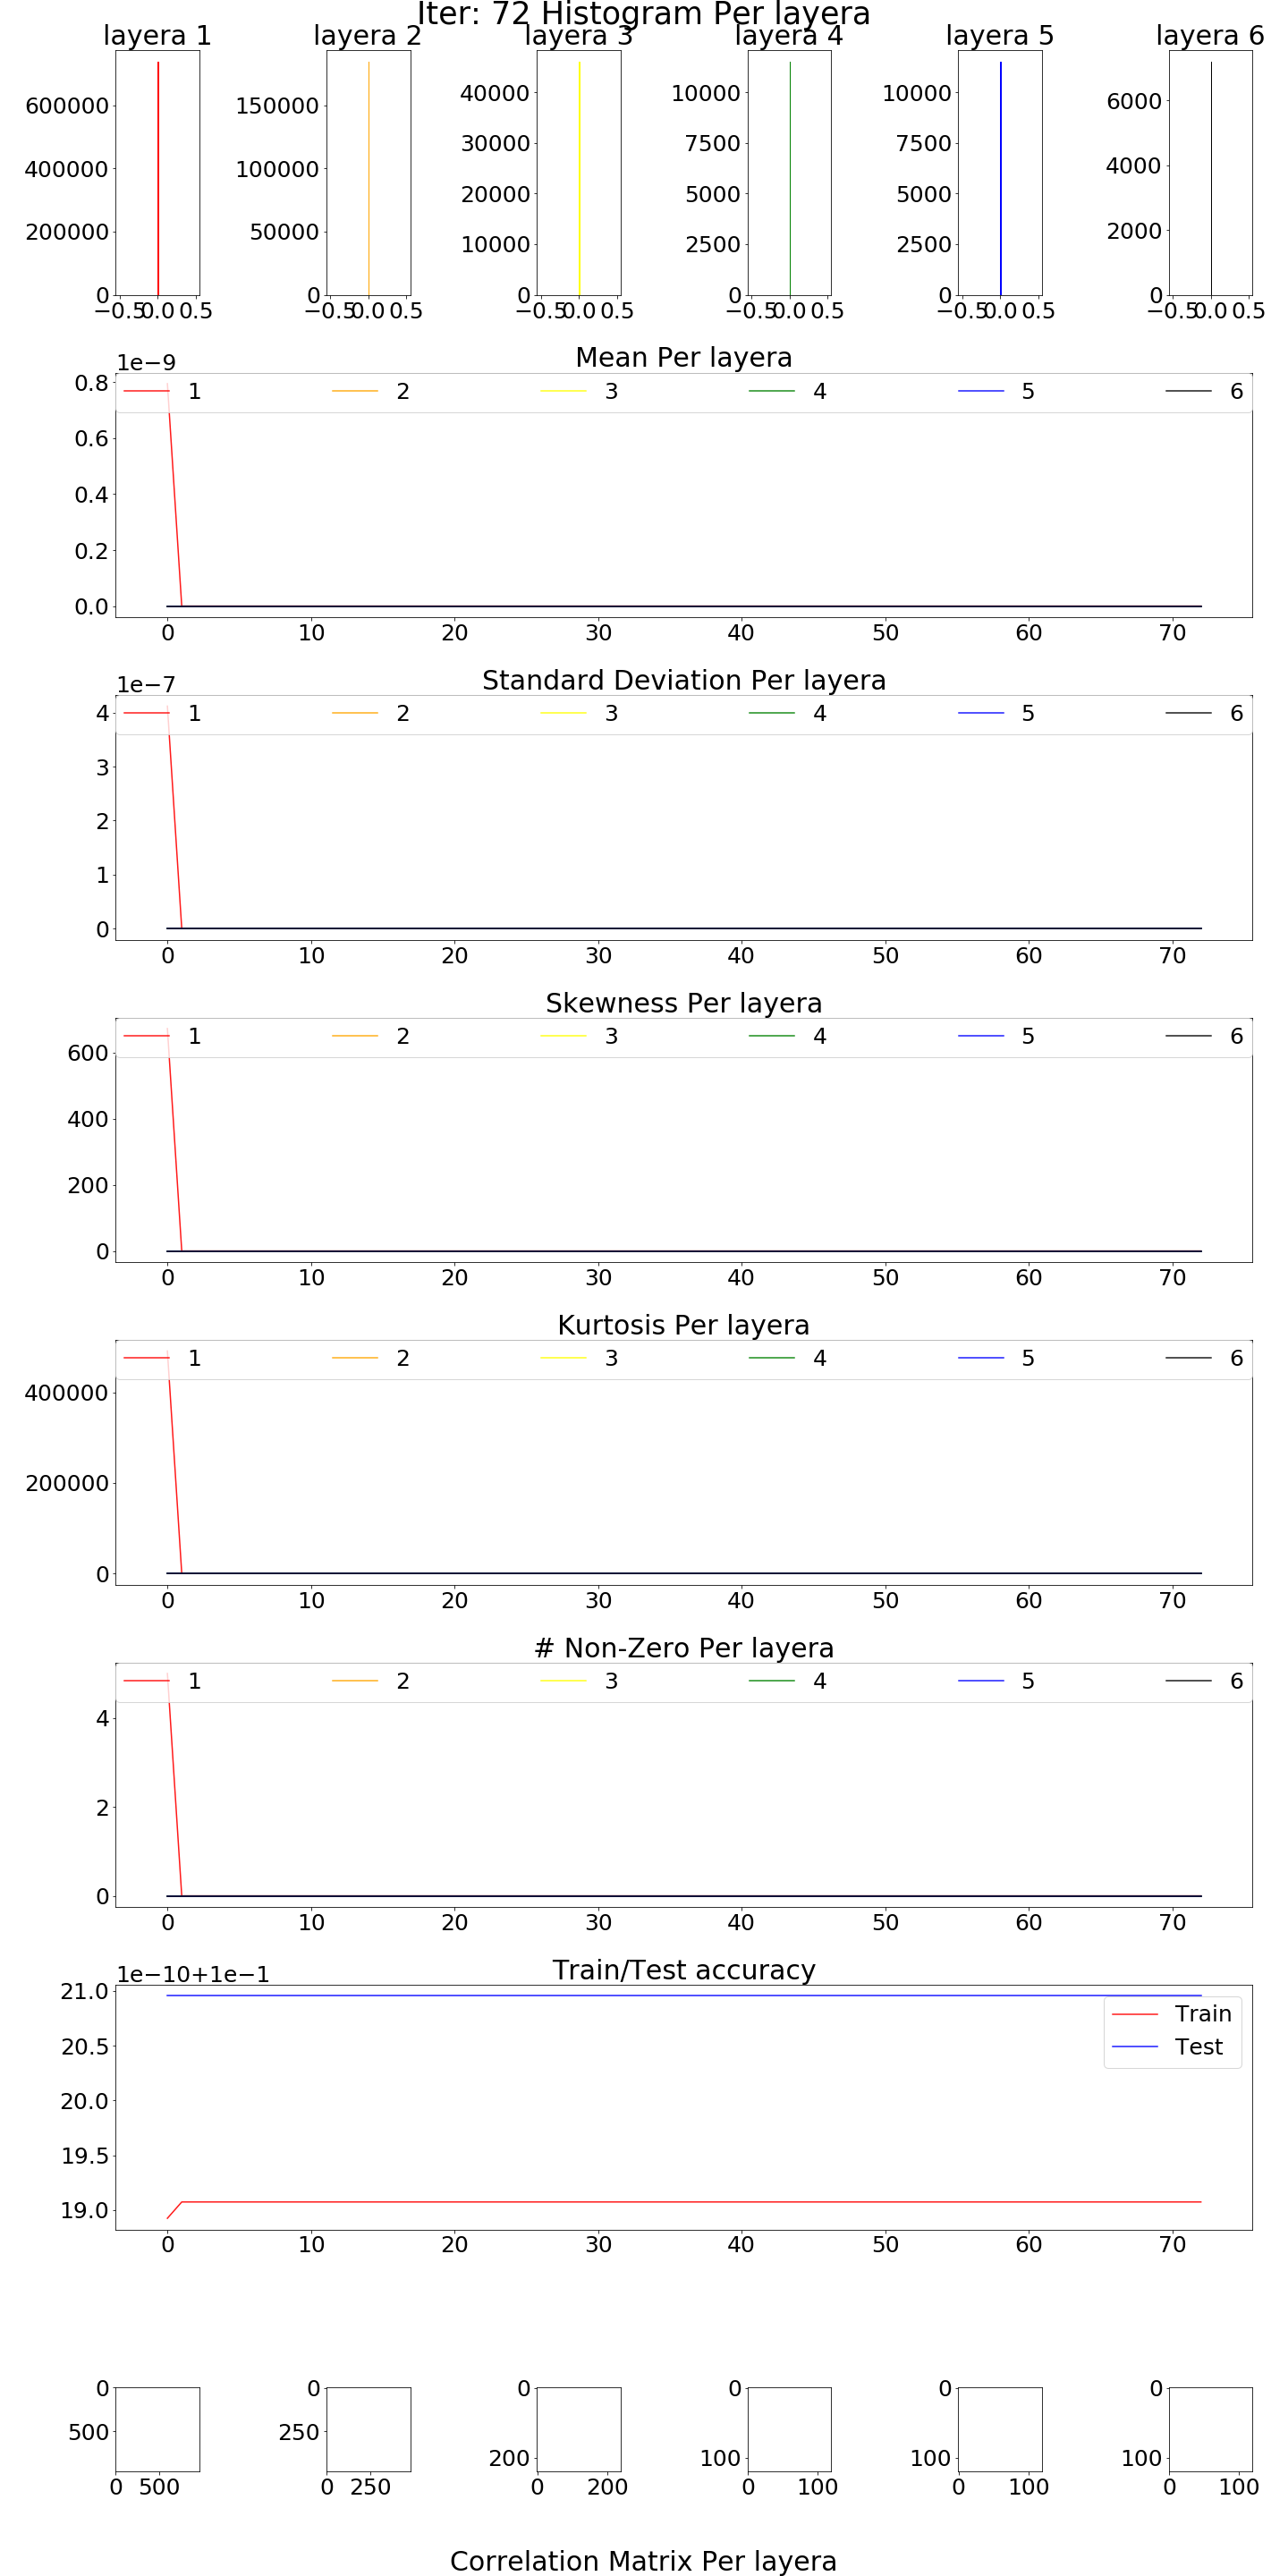 Iter: 72 Histogram Per layera
layera 1 layera 2 layera 3 layera 4 layera 5 layera 6
600000 400000 200000 0
−0.5 0.0 0.5
150000 100000 50000 0
−0.5 0.0 0.5
40000 30000 20000 10000 0
−0.5 0.0 0.5
10000 7500 5000 2500 0
−0.5 0.0 0.5
10000 7500 5000 2500 0
−0.5 0.0 0.5
6000 4000 2000 0
−0.5 0.0 0.5
Mean Per layera
1e−9
1 2 3 4 5 6
0.8
0.6
0.4
0.2
0.0
0 10 20 30 40 50 60 70
Standard Deviation Per layera
1e−7
1 2 3 4 5 6
4
3
2
1
0
0 10 20 30 40 50 60 70
Skewness Per layera
1 2 3 4 5 6
600
400
200
0
0 10 20 30 40 50 60 70
Kurtosis Per layera
1 2 3 4 5 6
400000
200000
0
0 10 20 30 40 50 60 70
# Non-Zero Per layera
1 2 3 4 5 6
4
2
0
0 10 20 30 40 50 60 70
Train/Test accuracy
1e−10+1e−1
21.0
20.5
20.0
19.5
19.0
Train
Test
0 10 20 30 40 50 60 70
0 500
0 500
0 250
0 250
0 200
0 200
0 100
0 100
0 100
0 100
0 100
0 100
Correlation Matrix Per layera